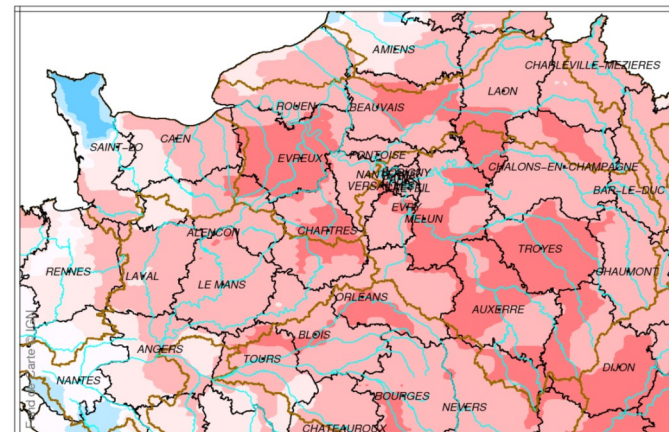 AMIENS
CHARLEVILLE-MEZIERES
LAON
ROUEN
BEAUVAIS
SAINT-LO
CAEN
EVREUX
PONTOISE
CHALONS-EN-CHAMPAGNE
BAR-LE-DUC
EVRY
MELUN
ALENCON
CHARTRES
TROYES
RENNES
LAVAL
LE MANS
CHAUMONT
ORLEANS
AUXERRE
BLOIS
ANGERS
TOURS
DIJON
NANTES
BOURGES
NEVERS
CHATEAUROUX